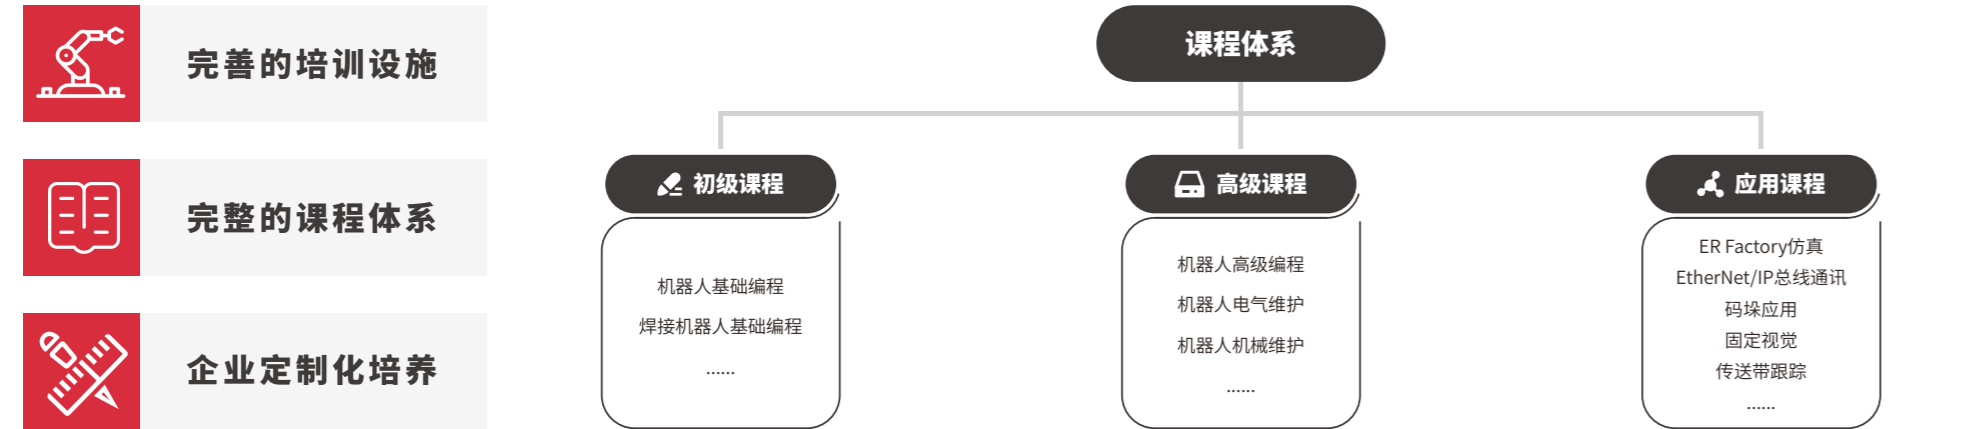 完善的培训设施
完整的课程体系
企业定制化培养
课程体系
初级课程
机器人基础编程
焊接机器人基础编程
......
高级课程
机器人高级编程
机器人电气维护
机器人机械维护
......
应用课程
ER Factory仿真
EtherNet/IP总线通讯
码垛应用
固定视觉
传送带跟踪
......